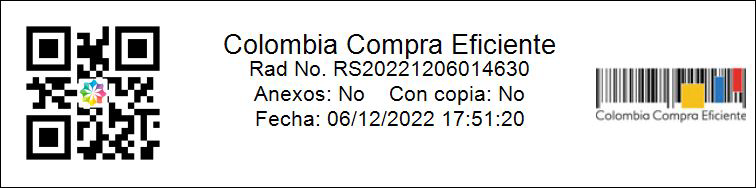 Colombia Compra Eficiente
Rad No. RS20221206014630
Anexos: No Con copia: No
Fecha: 06/12/2022 17:51:20
Colombia Compra Eficiente